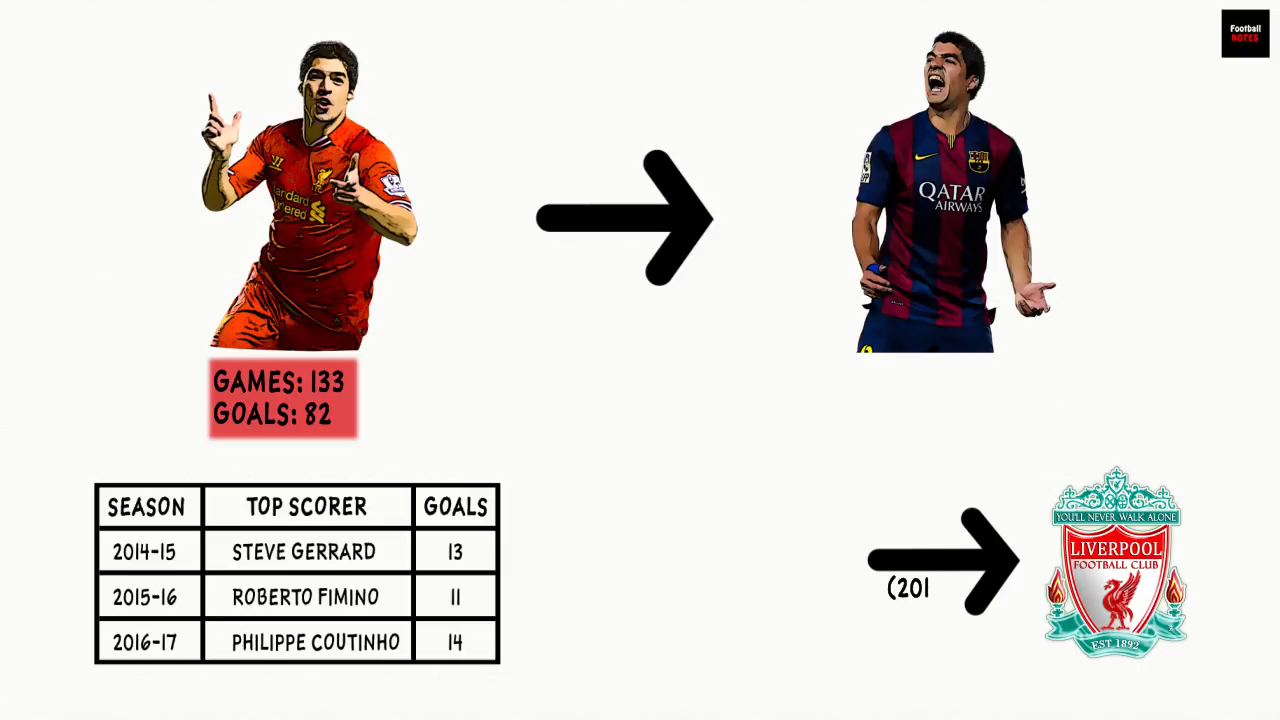 Football
NOTES
andard
ered
QATAR
AIRWAYS
GAMES: 133
GOALS: 82
SEASON TOP SCORER GOALS
2014-15 STEVE GERRARD 13
2015-16 ROBERTO FIMINO 11
2016-17 PHILIPPE COUTINHO 14
(201
YOU'LL NEVER WALK ALONE
LIVERPOOL
FOOTBALL CLUB
EST 1892